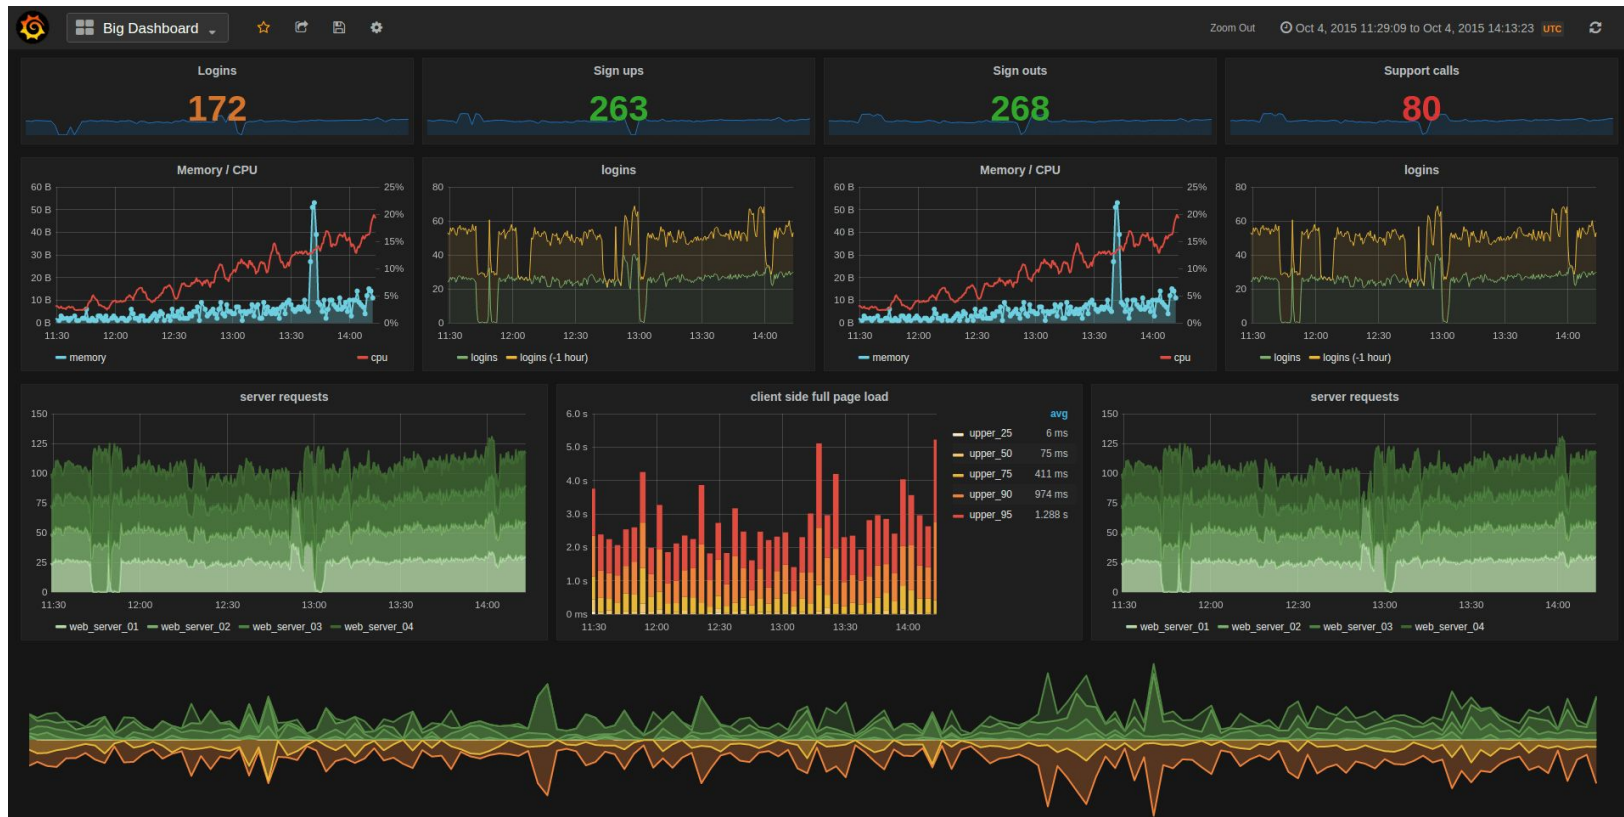 Big Dashboard
Zoom Out
Oct 4, 2015 11:29:09 to Oct 4, 2015 14:13:23 UTC
Logins
172
Sign ups
263
Sign outs
268
Support calls
80
Memory / CPU
60 B
50 B
40 B
30 B
20 B
10 B
0 B
25%
20%
15%
10%
5%
0%
11:30 12:00 12:30 13:00 13:30 14:00
memory cpu
logins
80
60
40
20
0
11:30 12:00 12:30 13:00 13:30 14:00
logins logins (-1 hour)
Memory / CPU
60 B
50 B
40 B
30 B
20 B
10 B
0 B
25%
20%
15%
10%
5%
0%
11:30 12:00 12:30 13:00 13:30 14:00
memory cpu
logins
80
60
40
20
0
11:30 12:00 12:30 13:00 13:30 14:00
logins logins (-1 hour)
server requests
150
125
100
75
50
25
0
11:30 12:00 12:30 13:00 13:30 14:00
web_server_01 web_server_02 web_server_03 web_server_04
client side full page load
6.0 s
5.0 s
4.0 s
3.0 s
2.0 s
1.0 s
0 ms
11:30 12:00 12:30 13:00 13:30 14:00
avg
upper_25 6 ms
upper_50 75 ms
upper_75 411 ms
upper_90 974 ms
upper_95 1.288 s
server requests
150
125
100
75
50
25
0
11:30 12:00 12:30 13:00 13:30 14:00
web_server_01 web_server_02 web_server_03 web_server_04